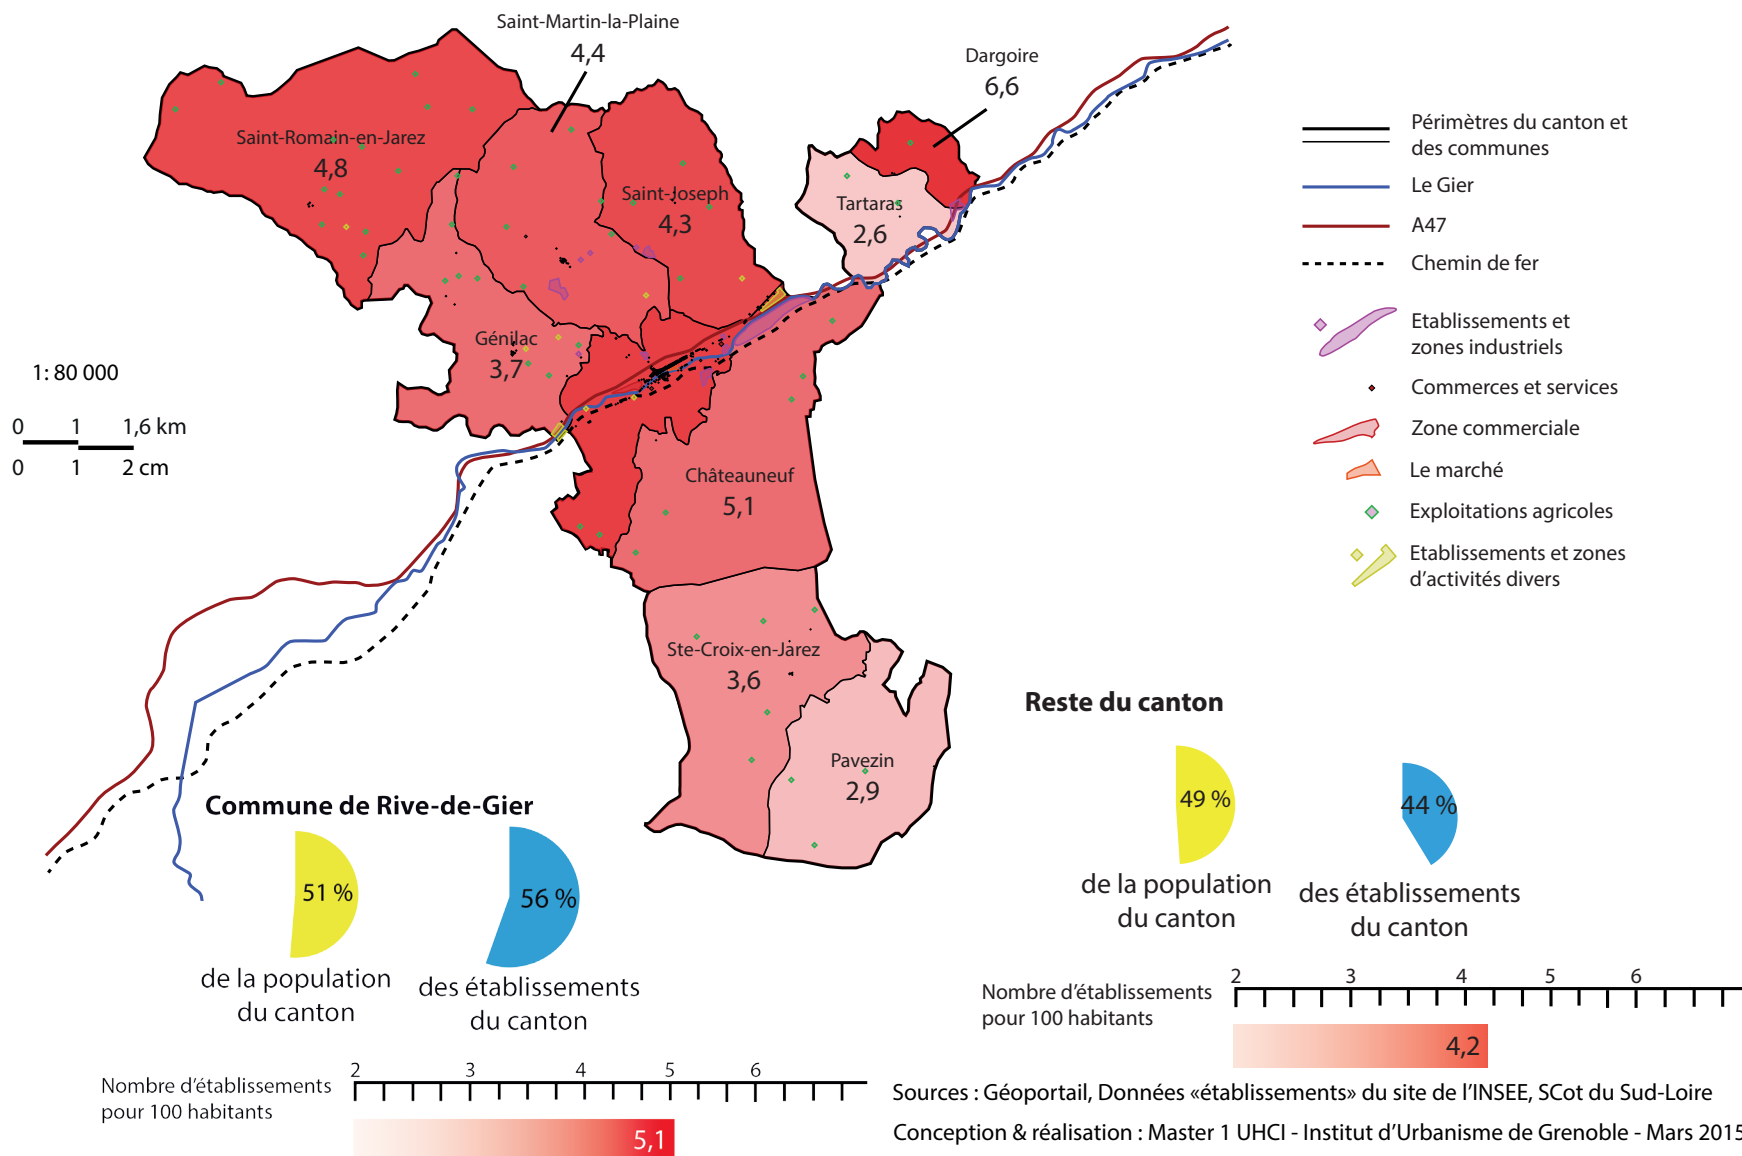 Saint-Martin-la-Plaine
4,4
Dargoire
6,6
Saint-Romain-en-Jarez
4,8
Saint-Joseph
4,3
Tartaras
2,6
Génilac
3,7
Châteauneuf
5,1
Ste-Croix-en-Jarez
3,6
Pavezin
2,9
1: 80 000
0 1 1,6 km
0 1 2 cm
Périmètres du canton et
des communes
Le Gier
A47
Chemin de fer
Etablissements et
zones industriels
Commerces et services
Zone commerciale
Le marché
Exploitations agricoles
Etablissements et zones
d’activités divers
Commune de Rive-de-Gier
51 %
de la population
du canton
56 %
des établissements
du canton
Nombre d’établissements
pour 100 habitants
2 3 4 5 6
5,1
Reste du canton
49 %
de la population
du canton
44 %
des établissements
du canton
Nombre d’établissements
pour 100 habitants
2 3 4 5 6
4,2
Sources : Géoportail, Données «établissements» du site de l’INSEE, SCot du Sud-Loire
Conception & réalisation : Master 1 UHCI - Institut d’Urbanisme de Grenoble - Mars 2015